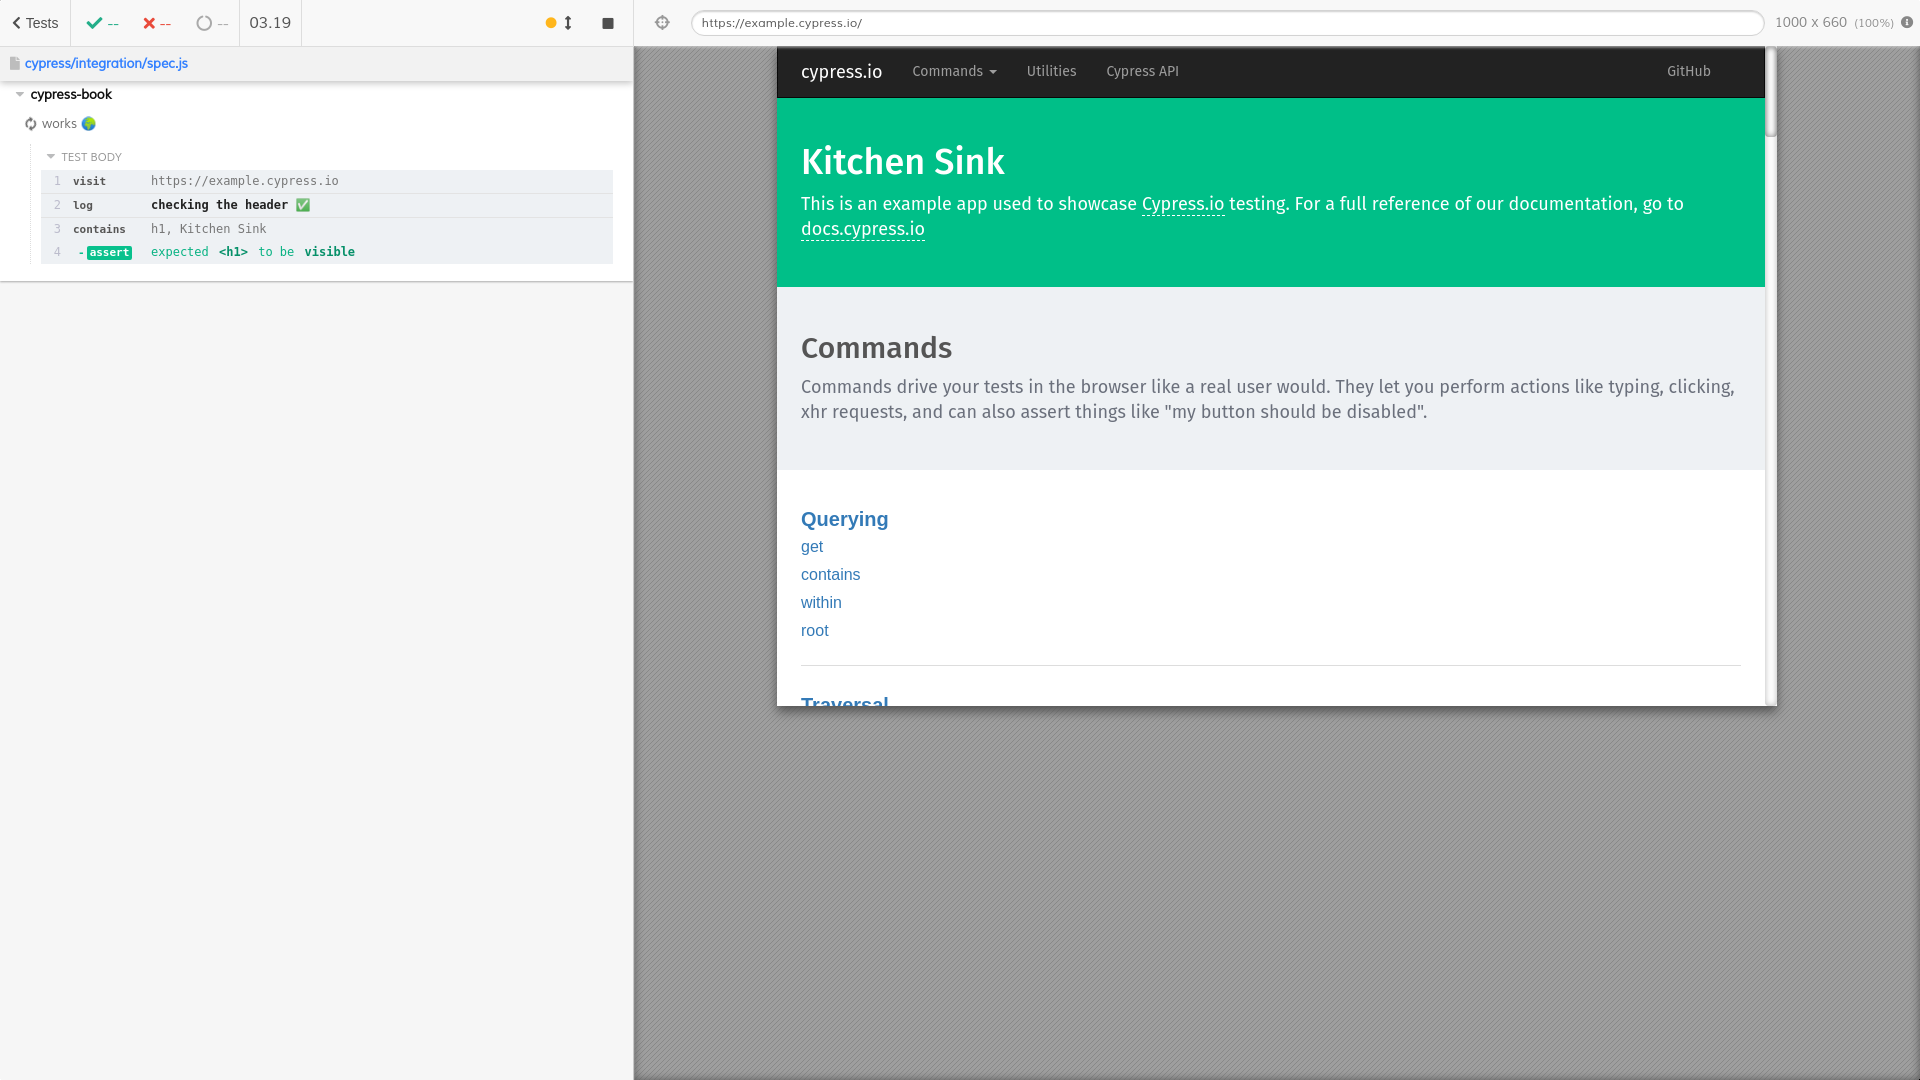 Tests
--
--
--
03.19
https://example.cypress.io/
1000 x 660 (100%)
cypress/integration/spec.js
cypress-book
works 🌍
TEST BODY
1 visit https://example.cypress.io
2 log checking the header ✅
3 contains h1, Kitchen Sink
4 - assert expected <h1> to be visible
cypress.io Commands Utilities Cypress API GitHub
Kitchen Sink
This is an example app used to showcase Cypress.io testing. For a full reference of our documentation, go to
docs.cypress.io
Commands
Commands drive your tests in the browser like a real user would. They let you perform actions like typing, clicking,
xhr requests, and can also assert things like "my button should be disabled".
Querying
get
contains
within
root
Traversal